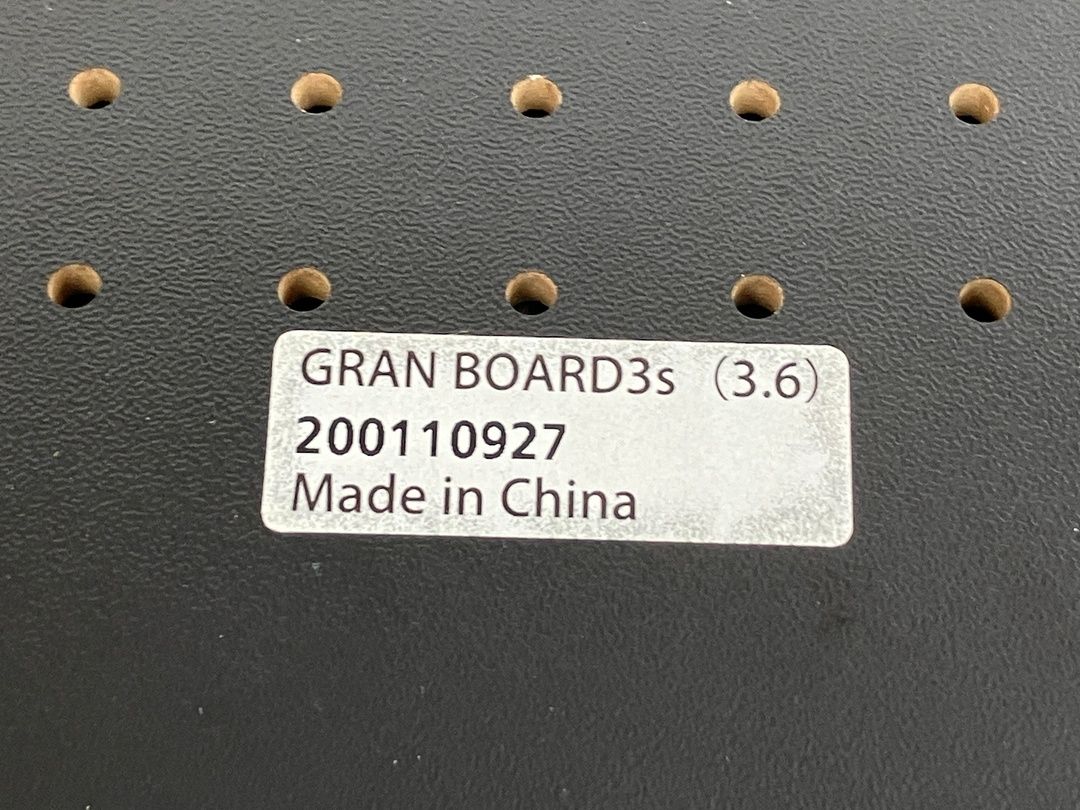 GRAN BOARD3s （3.6）
200110927
Made in China